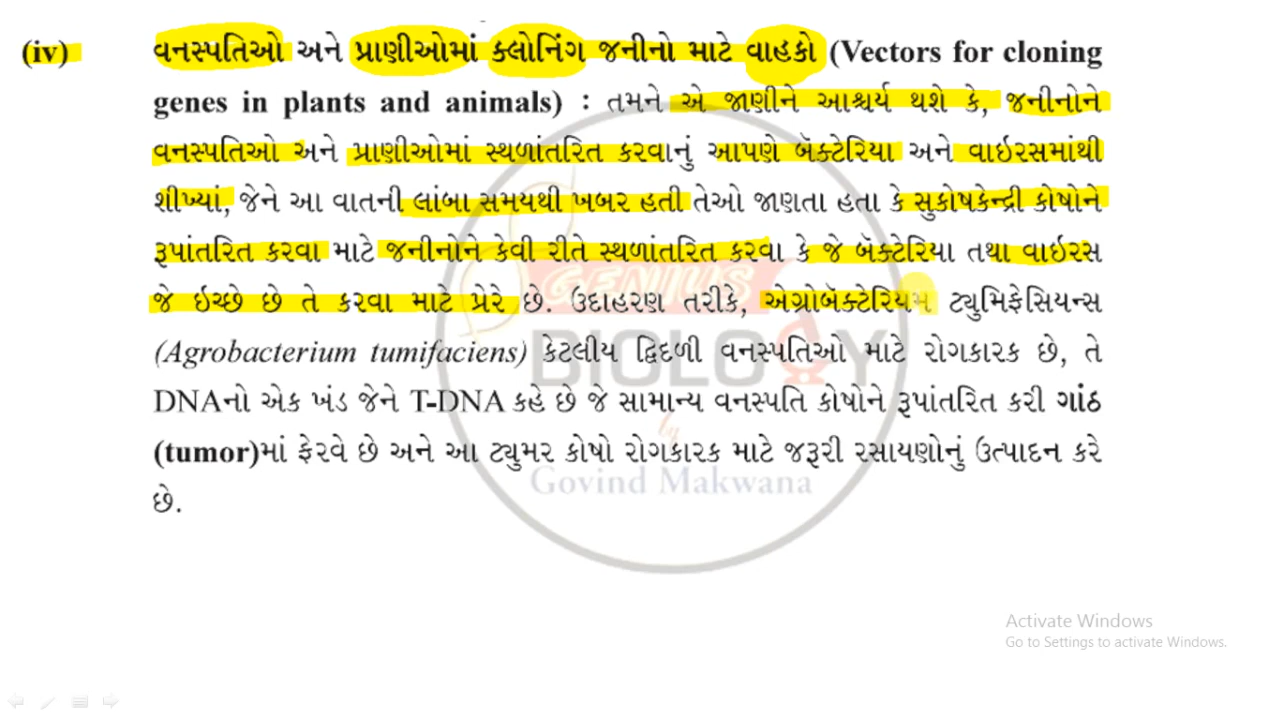 (iv) વનસ્પતિઓ અને પ્રાણીઓમાં ક્લોનિંગ જનીનો માટે વાહકો (Vectors for cloning
genes in plants and animals) : તમને એ જાણીને આશ્ચર્ય થશે કે, જનીનોને
વનસ્પતિઓ અને પ્રાણીઓમાં સ્થળાંતરિત કરવાનું આપણે બૅક્ટેરિયા અને વાઇરસમાંથી
શીખ્યાં, જેને આ વાતની લાંબા સમયથી ખબર હતી તેઓ જાણતા હતા કે સુકોષકેન્દ્રી કોષોને
રૂપાંતરિત કરવા માટે જનીનોને કેવી રીતે સ્થળાંતરિત કરવા કે જે બૅક્ટેરિયા તથા વાઇરસ
જે ઇચ્છે છે તે કરવા માટે પ્રેરે છે. ઉદાહરણ તરીકે, એગ્રોબૅક્ટેરિયમ ટ્યુમિફેસિયન્સ
(Agrobacterium tumifaciens) કેટલીય દ્વિદળી વનસ્પતિઓ માટે રોગકારક છે, તે
DNAનો એક ખંડ જેને T-DNA કહે છે જે સામાન્ય વનસ્પતિ કોષોને રૂપાંતરિત કરી ગાંઠ
(tumor)માં ફેરવે છે અને આ ટ્યુમર કોષો રોગકારક માટે જરૂરી રસાયણોનું ઉત્પાદન કરે
છે.
GENIUS
BIOLOGY
by
Govind Makwana
Activate Windows
Go to Settings to activate Windows.